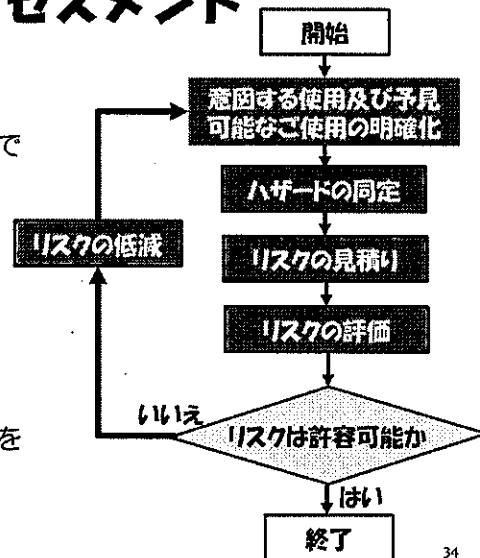 セスメント
開始
意図する使用及び予見
可能なご使用の明確化
で
ハザードの同定
リスクの低減
リスクの見積り
リスクの評価
いいえ
リスクは許容可能か
を
はい
終了
34